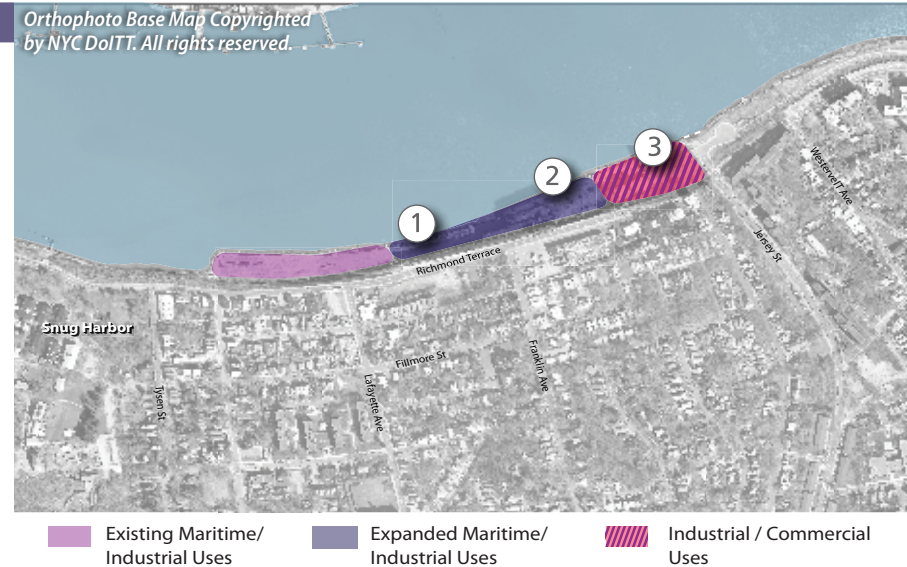 Orthophoto Base Map Copyrighted
by NYC DoITT. All rights reserved.
3
2
1
Westervelt Ave
Jersey St
Richmond Terrace
Snug Harbor
Fillmore St
Franklin Ave
Tysen St
Lafayette Ave
Existing Maritime/
Industrial Uses
Expanded Maritime/
Industrial Uses
Industrial / Commercial
Uses